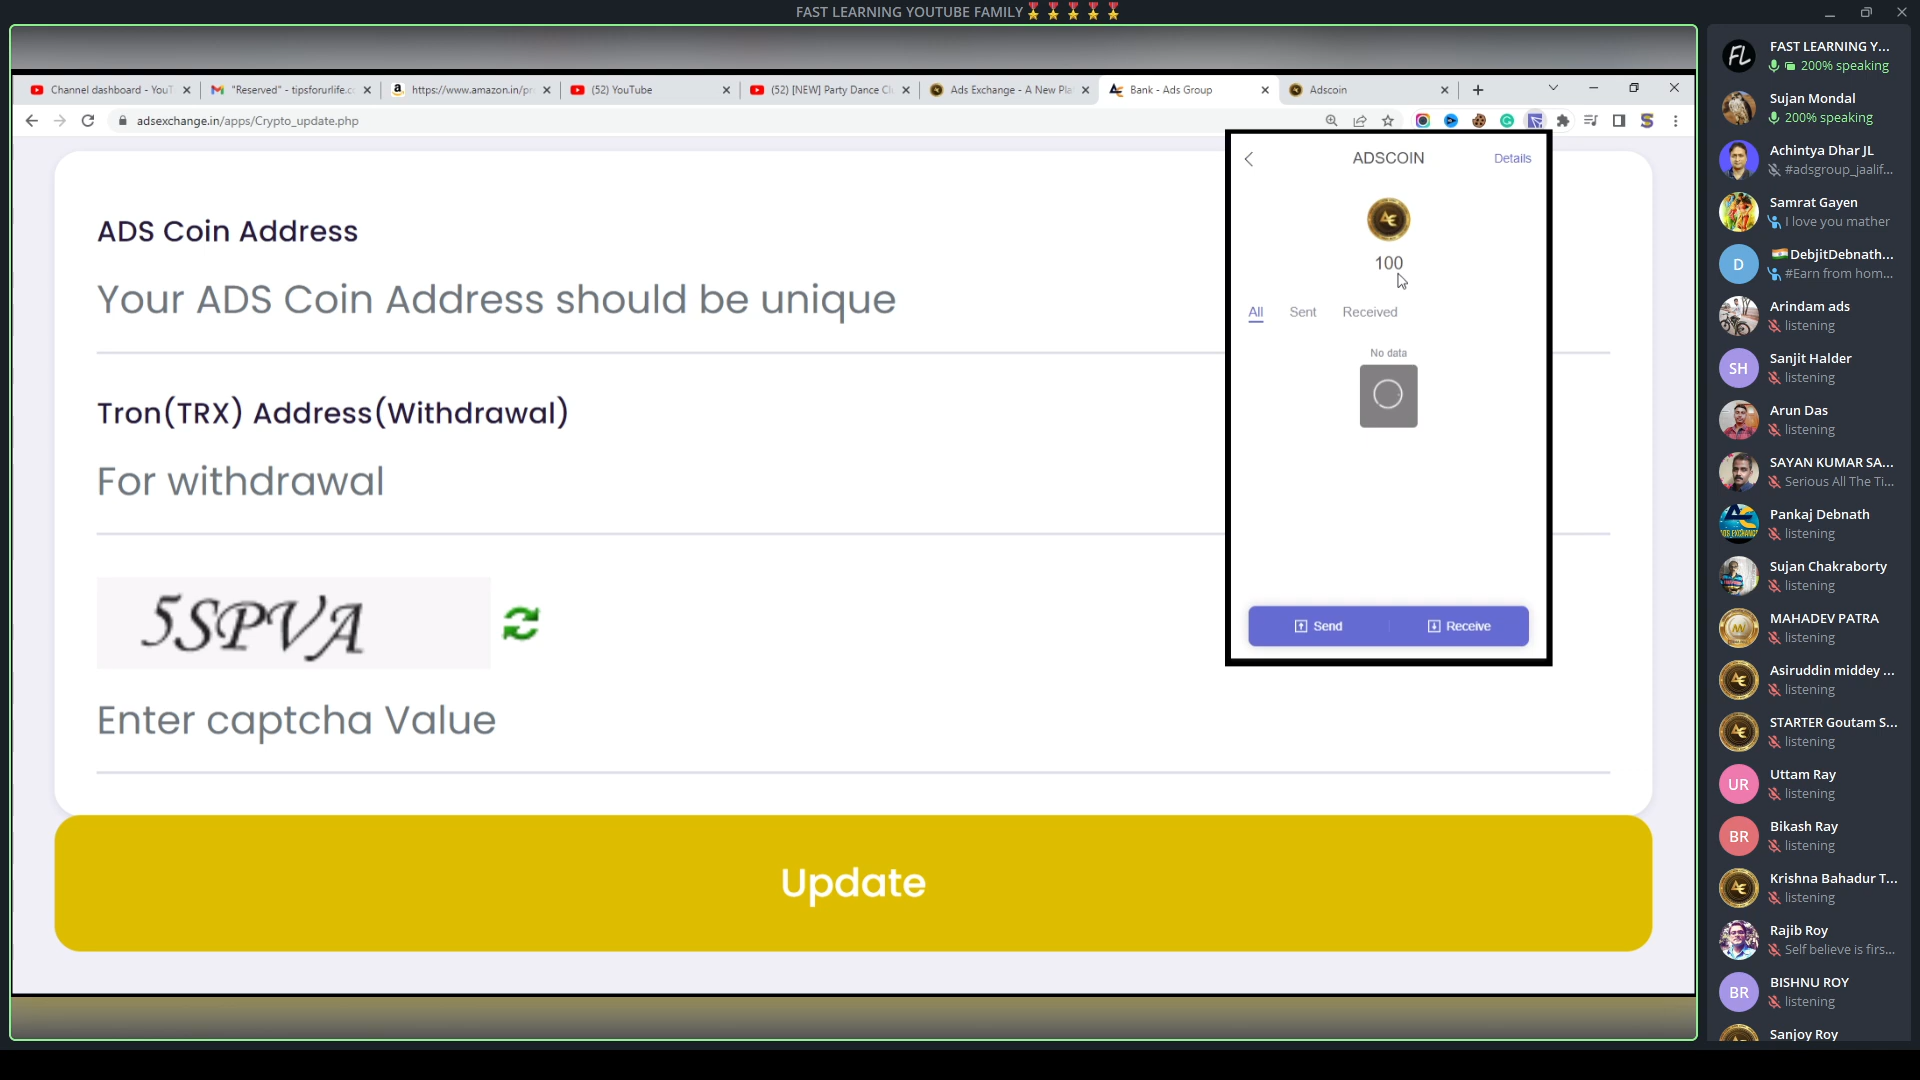 FAST LEARNING YOUTUBE FAMILY🎖🎖🎖🎖🎖
Channel dashboard - YouT
"Reserved" - tipsforurlife.c
https://www.amazon.in/pr
(52) YouTube
(52) [NEW] Party Dance Cl
Ads Exchange - A New Pla
Bank - Ads Group
Adscoin
adsexchange.in/apps/Crypto_update.php
ADS Coin Address
Your ADS Coin Address should be unique
Tron(TRX) Address(Withdrawal)
For withdrawal
5SPVA
Enter captcha Value
Update
ADSCOIN
Details
100
All
Sent
Received
No data
Send
Receive
FL
FAST LEARNING Y...
200% speaking
Sujan Mondal
200% speaking
Achintya Dhar JL
#adsgroup_jaalif...
Samrat Gayen
I love you mather
D
🇮🇳DebjitDebnath...
#Earn from hom...
Arindam ads
listening
SH
Sanjit Halder
listening
Arun Das
listening
SAYAN KUMAR SA...
Serious All The Ti...
Pankaj Debnath
listening
Sujan Chakraborty
listening
MAHADEV PATRA
listening
Asiruddin middey ...
listening
STARTER Goutam S...
listening
UR
Uttam Ray
listening
BR
Bikash Ray
listening
Krishna Bahadur T...
listening
Rajib Roy
Self believe is firs...
BR
BISHNU ROY
listening
Sanjoy Roy